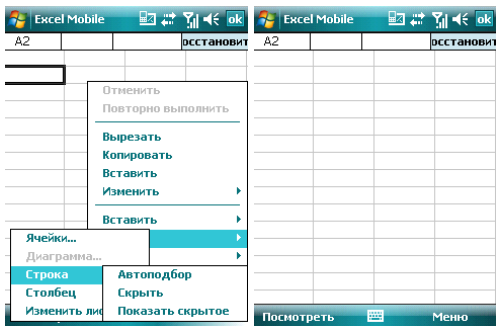 Excel Mobile
ok
A2
осстановит
Отменить
Повторно выполнить
Вырезать
Копировать
Вставить
Изменить
Вставить
Ячейки...
Диаграмма...
Строка
Столбец
Изменить лис
Автоподбор
Скрыть
Показать скрытое
Excel Mobile
ok
A2
осстановит
Посмотреть
Меню